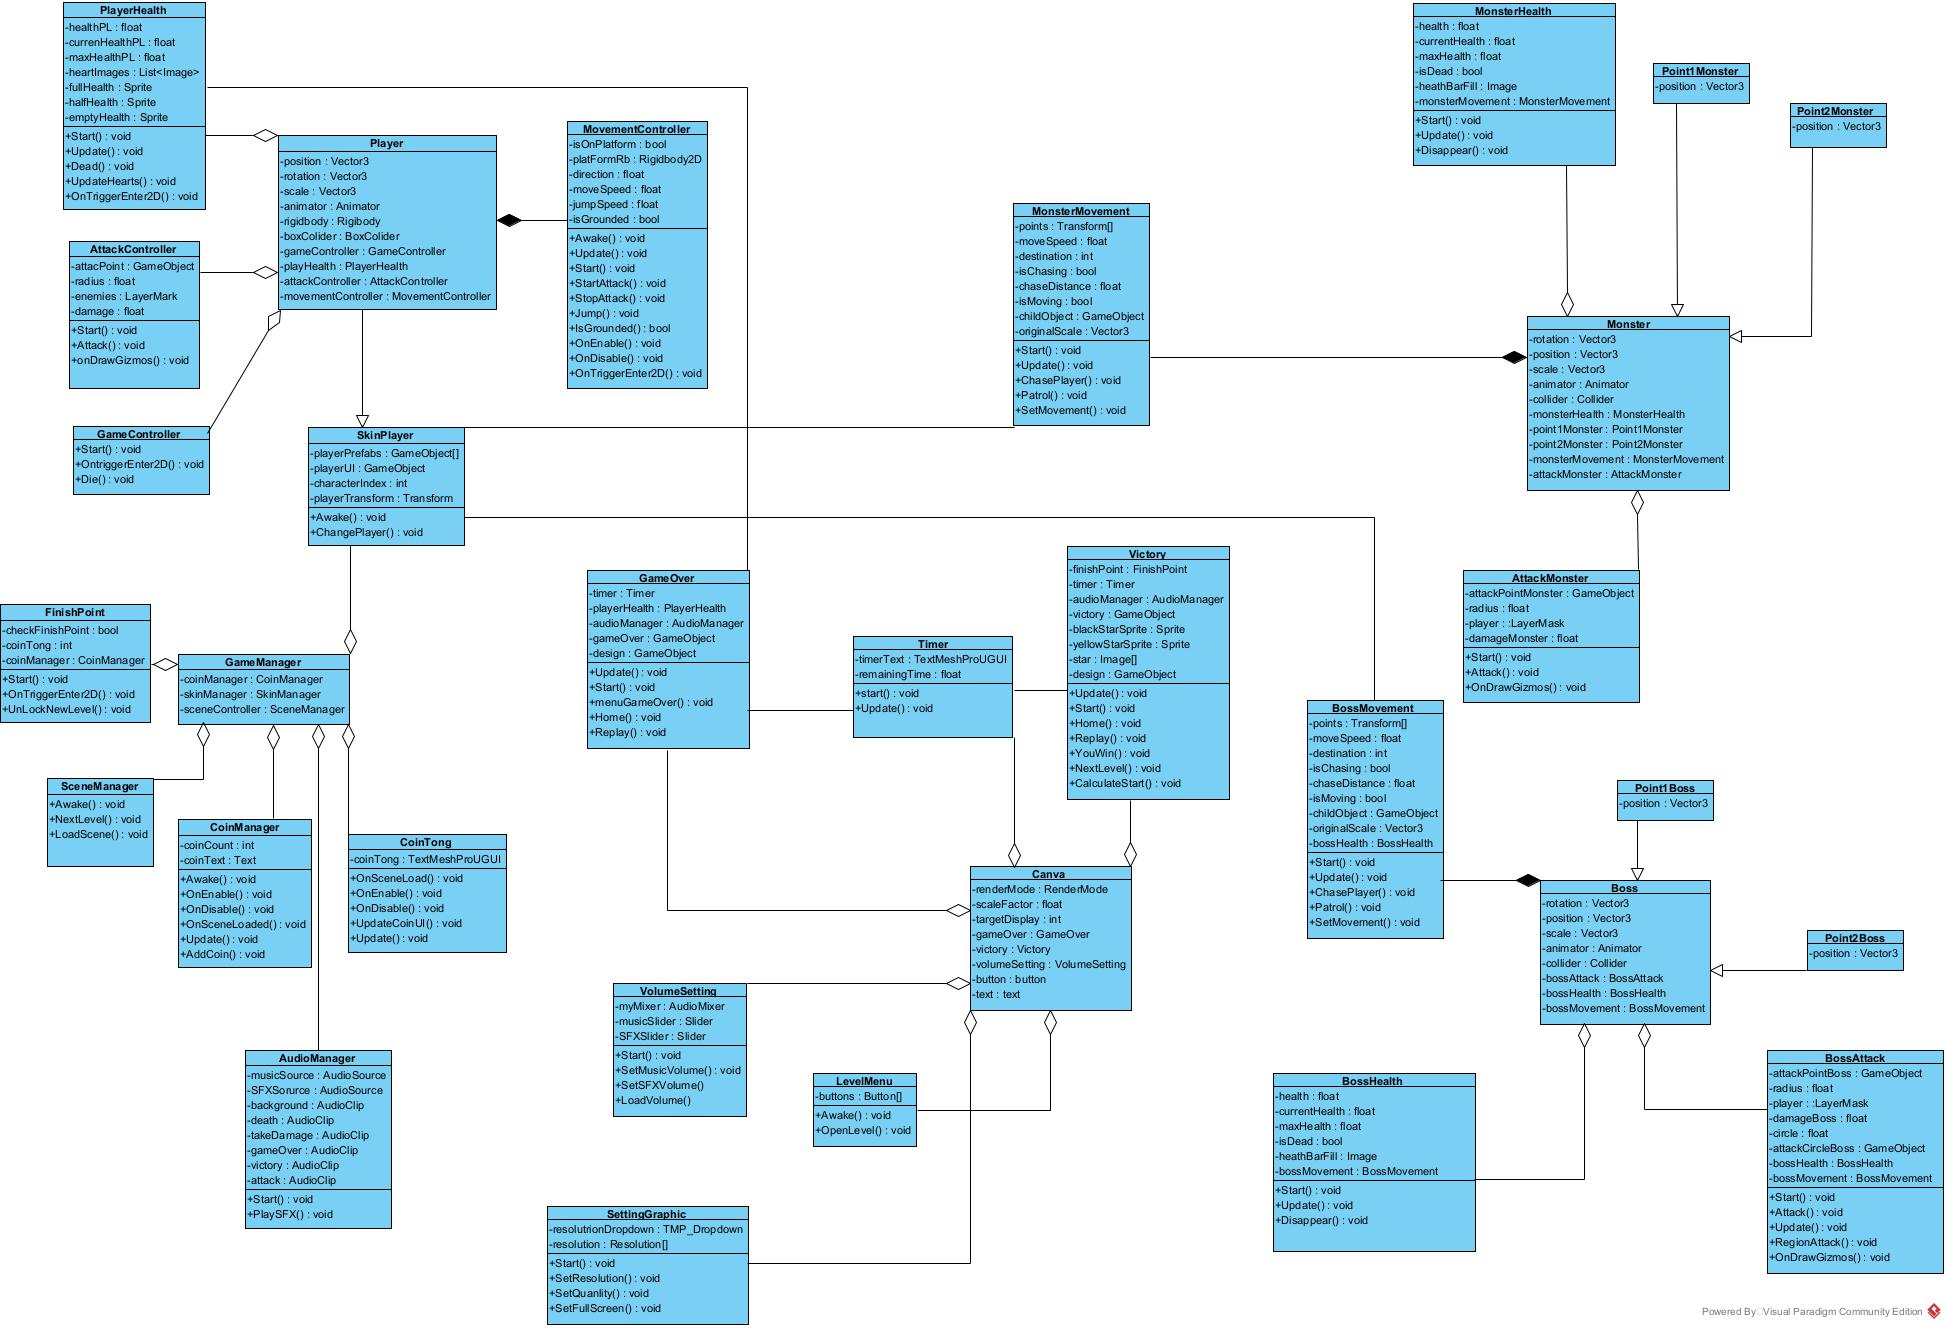 PlayerHealth
-healthPL : float
-currenHealthPL : float
-maxHealthPL : float
-heartImages : List<Image>
-fullHealth : Sprite
-halfHealth : Sprite
-emptyHealth : Sprite
+Start() : void
+Update() : void
+Dead() : void
+UpdateHearts() : void
+OnTriggerEnter2D() : void
Player
-position : Vector3
-rotation : Vector3
-scale : Vector3
-animator : Animator
-rigidbody : Rigibody
-boxColider : BoxColider
-gameController : GameController
-playHealth : PlayerHealth
-attackController : AttackController
-movementController : MovementController
MovementController
-isOnPlatform : bool
-platFormRb : Rigidbody2D
-direction : float
-moveSpeed : float
-jumpSpeed : float
-isGrounded : bool
+Awake() : void
+Update() : void
+Start() : void
+StartAttack() : void
+StopAttack() : void
+Jump() : void
+IsGrounded() : bool
+OnEnable() : void
+OnDisable() : void
+OnTriggerEnter2D() : void
AttackController
-attacPoint : GameObject
-radius : float
-enemies : LayerMark
-damage : float
+Start() : void
+Attack() : void
+onDrawGizmos() : void
GameController
+Start() : void
+OntriggerEnter2D() : void
+Die() : void
SkinPlayer
-playerPrefabs : GameObject[]
-playerUI : GameObject
-characterIndex : int
-playerTransform : Transform
+Awake() : void
+ChangePlayer() : void
MonsterHealth
-health : float
-currentHealth : float
-maxHealth : float
-isDead : bool
-heathBarFill : Image
-monsterMovement : MonsterMovement
+Start() : void
+Update() : void
+Disappear() : void
Point1Monster
-position : Vector3
Point2Monster
-position : Vector3
MonsterMovement
-points : Transform[]
-moveSpeed : float
-destination : int
-isChasing : bool
-chaseDistance : float
-isMoving : bool
-childObject : GameObject
-originalScale : Vector3
+Start() : void
+Update() : void
+ChasePlayer() : void
+Patrol() : void
+SetMovement() : void
Monster
-rotation : Vector3
-position : Vector3
-scale : Vector3
-animator : Animator
-collider : Collider
-monsterHealth : MonsterHealth
-point1Monster : Point1Monster
-point2Monster : Point2Monster
-monsterMovement : MonsterMovement
-attackMonster : AttackMonster
AttackMonster
-attackPointMonster : GameObject
-radius : float
-player : :LayerMask
-damageMonster : float
+Start() : void
+Attack() : void
+OnDrawGizmos() : void
FinishPoint
-checkFinishPoint : bool
-coinTong : int
-coinManager : CoinManager
+Start() : void
+OnTriggerEnter2D() : void
+UnLockNewLevel() : void
GameManager
-coinManager : CoinManager
-skinManager : SkinManager
-sceneController : SceneManager
SceneManager
+Awake() : void
+NextLevel() : void
+LoadScene() : void
CoinManager
-coinCount : int
-coinText : Text
+Awake() : void
+OnEnable() : void
+OnDisable() : void
+OnSceneLoaded() : void
+Update() : void
+AddCoin() : void
CoinTong
-coinTong : TextMeshProUGUI
+OnSceneLoad() : void
+OnEnable() : void
+OnDisable() : void
+UpdateCoinUI() : void
+Update() : void
AudioManager
-musicSource : AudioSource
-SFXSorurce : AudioSource
-background : AudioClip
-death : AudioClip
-takeDamage : AudioClip
-gameOver : AudioClip
-victory : AudioClip
-attack : AudioClip
+Start() : void
+PlaySFX() : void
GameOver
-timer : Timer
-playerHealth : PlayerHealth
-audioManager : AudioManager
-gameOver : GameObject
-design : GameObject
+Update() : void
+Start() : void
+menuGameOver() : void
+Home() : void
+Replay() : void
Timer
-timerText : TextMeshProUGUI
-remainingTime : float
+start() : void
+Update() : void
Victory
-finishPoint : FinishPoint
-timer : Timer
-audioManager : AudioManager
-victory : GameObject
-blackStarSprite : Sprite
-yellowStarSprite : Sprite
-star : Image[]
-design : GameObject
+Update() : void
+Start() : void
+Home() : void
+Replay() : void
+YouWin() : void
+NextLevel() : void
+CalculateStart() : void
Canva
-renderMode : RenderMode
-scaleFactor : float
-targetDisplay : int
-gameOver : GameOver
-victory : Victory
-volumeSetting : VolumeSetting
-button : button
-text : text
VolumeSetting
-myMixer : AudioMixer
-musicSlider : Slider
-SFXSlider : Slider
+Start() : void
+SetMusicVolume() : void
+SetSFXVolume()
+LoadVolume()
LevelMenu
-buttons : Button[]
+Awake() : void
+OpenLevel() : void
SettingGraphic
-resolutrionDropdown : TMP_Dropdown
-resolution : Resolution[]
+Start() : void
+SetResolution() : void
+SetQuanlity() : void
+SetFullScreen() : void
BossMovement
-points : Transform[]
-moveSpeed : float
-destination : int
-isChasing : bool
-chaseDistance : float
-isMoving : bool
-childObject : GameObject
-originalScale : Vector3
-bossHealth : BossHealth
+Start() : void
+Update() : void
+ChasePlayer() : void
+Patrol() : void
+SetMovement() : void
Point1Boss
-position : Vector3
Boss
-rotation : Vector3
-position : Vector3
-scale : Vector3
-animator : Animator
-collider : Collider
-bossAttack : BossAttack
-bossHealth : BossHealth
-bossMovement : BossMovement
Point2Boss
-position : Vector3
BossHealth
-health : float
-currentHealth : float
-maxHealth : float
-isDead : bool
-heathBarFill : Image
-bossMovement : BossMovement
+Start() : void
+Update() : void
+Disappear() : void
BossAttack
-attackPointBoss : GameObject
-radius : float
-player : :LayerMask
-damageBoss : float
-circle : float
-attackCircleBoss : GameObject
-bossHealth : BossHealth
-bossMovement : BossMovement
+Start() : void
+Attack() : void
+Update() : void
+RegionAttack() : void
+OnDrawGizmos() : void
Powered By Visual Paradigm Community Edition